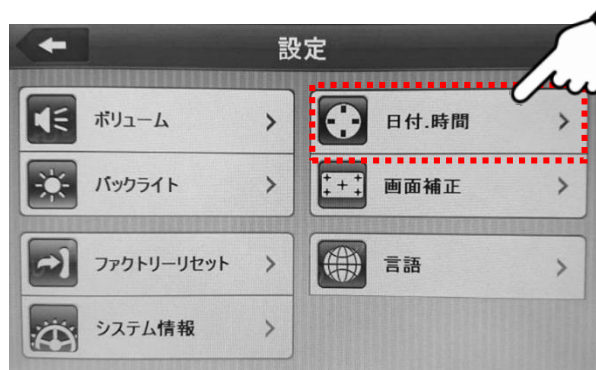 設定
ボリューム
日付.時間
バックライト
画面補正
ファクトリーリセット
言語
システム情報